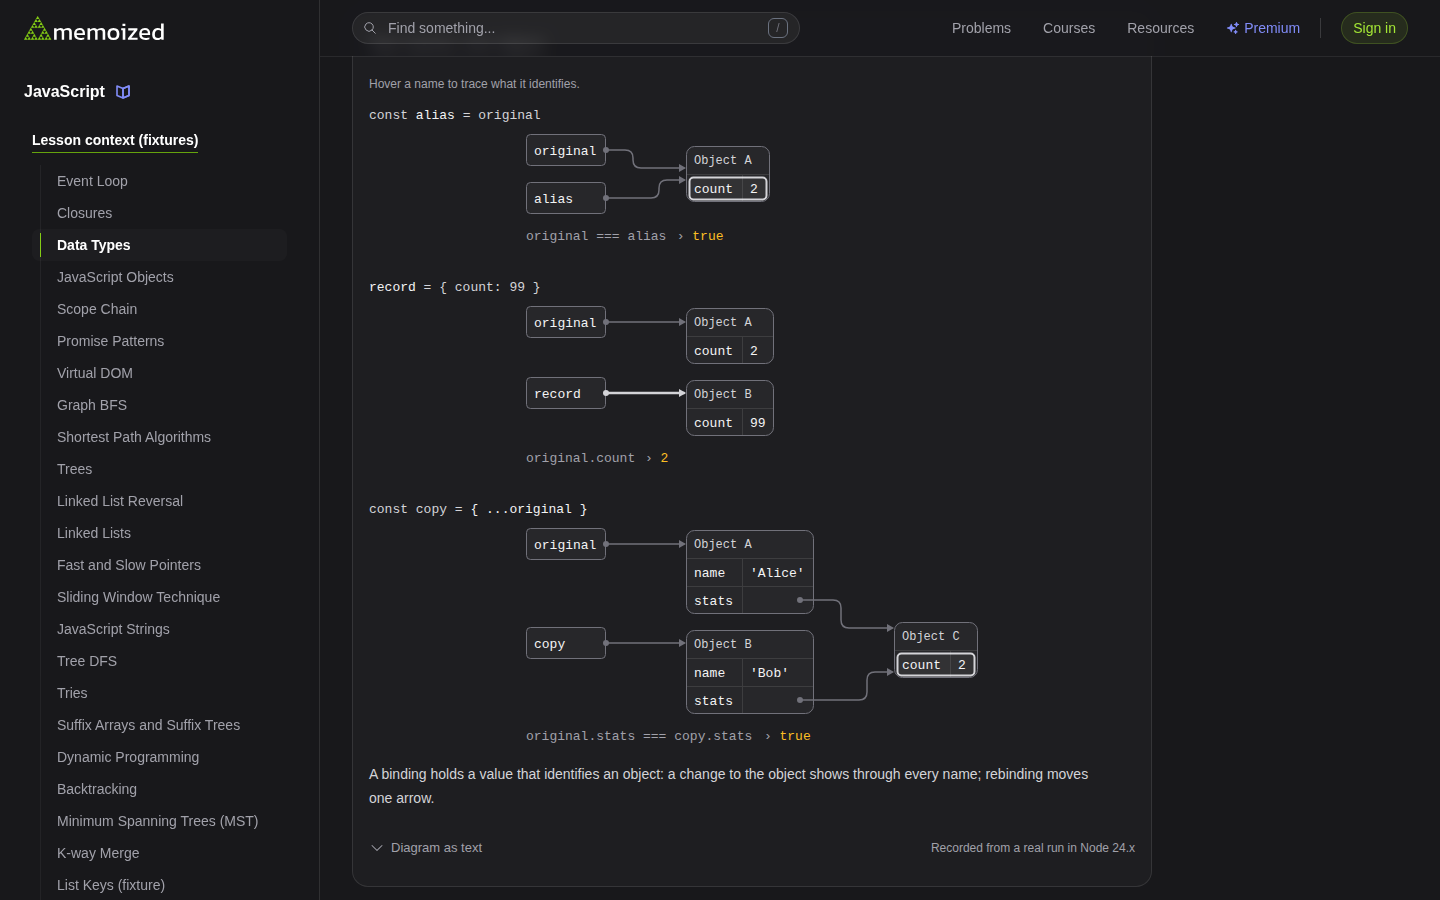 memoized
Find something...
/
Problems
Courses
Resources
Premium
Sign in
JavaScript
Lesson context (fixtures)
Event Loop
Closures
Data Types
JavaScript Objects
Scope Chain
Promise Patterns
Virtual DOM
Graph BFS
Shortest Path Algorithms
Trees
Linked List Reversal
Linked Lists
Fast and Slow Pointers
Sliding Window Technique
JavaScript Strings
Tree DFS
Tries
Suffix Arrays and Suffix Trees
Dynamic Programming
Backtracking
Minimum Spanning Trees (MST)
K-way Merge
List Keys (fixture)
Hover a name to trace what it identifies.
const alias = original
original
alias
Object A
count 2
original === alias › true
record = { count: 99 }
original
Object A
count 2
record
Object B
count 99
original.count › 2
const copy = { ...original }
original
Object A
name 'Alice'
stats
copy
Object B
name 'Bob'
stats
Object C
count 2
original.stats === copy.stats › true
A binding holds a value that identifies an object: a change to the object shows through every name; rebinding moves
one arrow.
Diagram as text
Recorded from a real run in Node 24.x